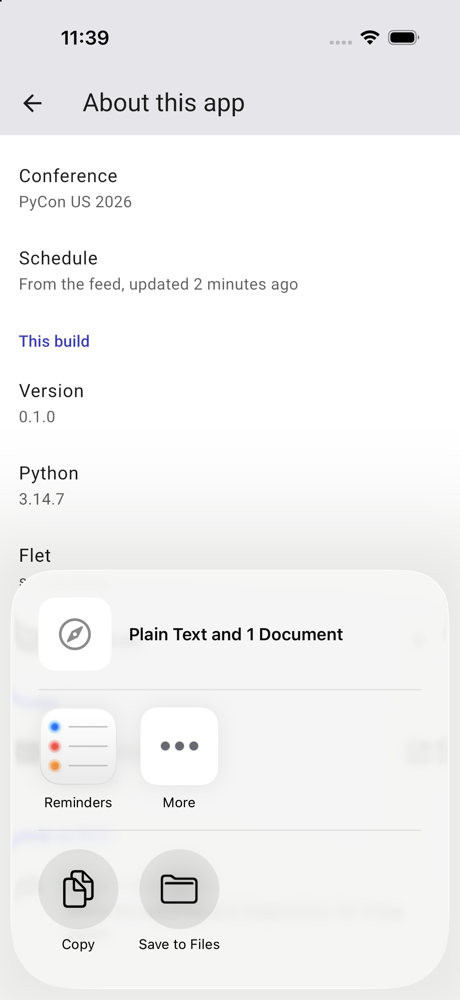 11:39
About this app
Conference
PyCon US 2026
Schedule
From the feed, updated 2 minutes ago
This build
Version
0.1.0
Python
3.14.7
Flet
Plain Text and 1 Document
Reminders
More
Copy
Save to Files